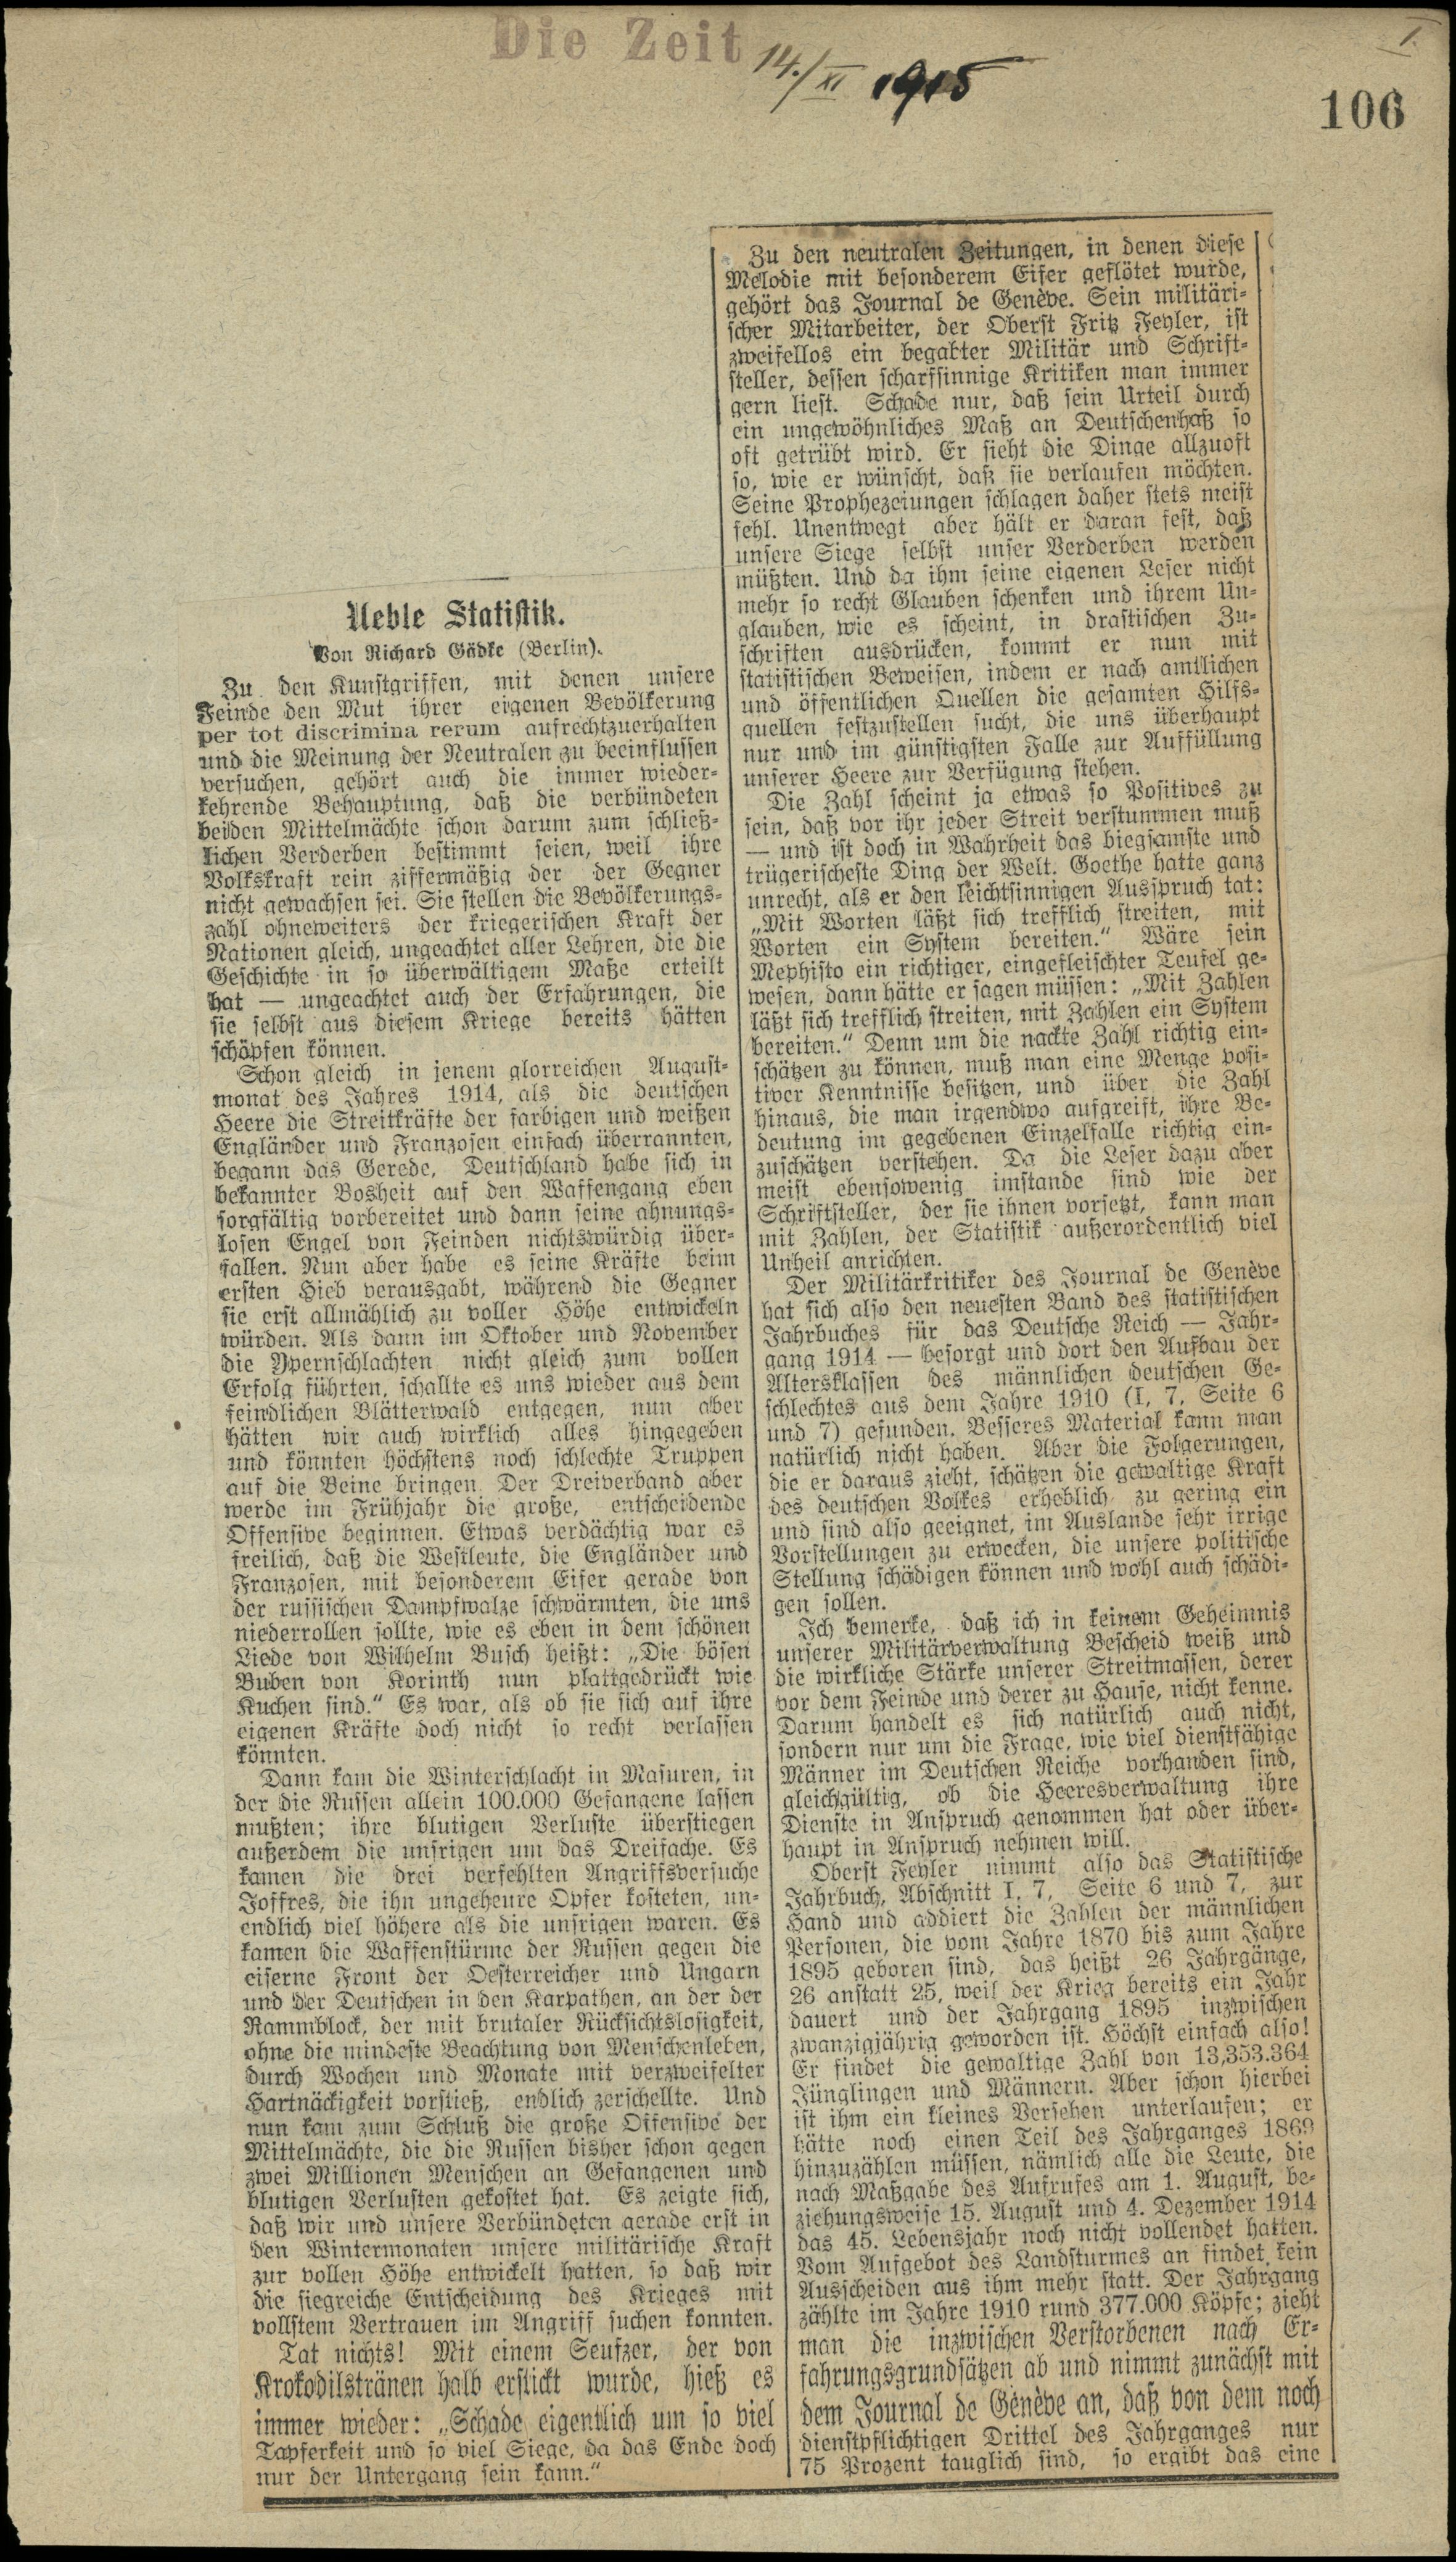 Die Zeit
14./XI 1915
I.
106
Ueble Statistik.
Von Richard Gädke (Berlin).
Zu den Kunstgriffen, mit denen unsere
Feinde den Mut ihrer eigenen Bevölkerung
per tot discrimina rerum aufrechtzuerhalten
und die Meinung der Neutralen zu beeinflussen
versuchen, gehört auch die immer wieder-
kehrende Behauptung, daß die verbündeten
beiden Mittelmächte schon darum zum schließ-
lichen Verderben bestimmt seien, weil ihre
Volkskraft rein ziffermäßig der der Gegner
nicht gewachsen sei. Sie stellen die Bevölkerungs-
zahl ohneweiters der kriegerischen Kraft der
Nationen gleich, ungeachtet aller Lehren, die die
Geschichte in so überwältigem Maße erteilt
hat — ungeachtet auch der Erfahrungen, die
sie selbst aus diesem Kriege bereits hätten
schöpfen können.
Schon gleich in jenem glorreichen August-
monat des Jahres 1914, als die deutschen
Heere die Streitkräfte der farbigen und weißen
Engländer und Franzosen einfach überrannten,
begann das Gerede, Deutschland habe sich in
bekannter Bosheit auf den Waffengang eben
sorgfältig vorbereitet und dann seine ahnungs-
losen Engel von Feinden nichtswürdig über-
fallen. Nun aber habe es seine Kräfte beim
ersten Hieb verausgabt, während die Gegner
sie erst allmählich zu voller Höhe entwickeln
würden. Als dann im Oktober und November
die Ypernschlachten nicht gleich zum vollen
Erfolg führten, schallte es uns wieder aus dem
feindlichen Blätterwald entgegen, nun aber
hätten wir auch wirklich alles hingegeben
und könnten höchstens noch schlechte Truppen
auf die Beine bringen. Der Dreiverband aber
werde im Frühjahr die große, entscheidende
Offensive beginnen. Etwas verdächtig war es
freilich, daß die Westleute, die Engländer und
Franzosen, mit besonderem Eifer gerade von
der russischen Dampfwalze schwärmten, die uns
niederrollen sollte, wie es eben in dem schönen
Liede von Wilhelm Busch heißt: „Die bösen
Buben von Korinth nun plattgedrückt wie
Kuchen sind.“ Es war, als ob sie sich auf ihre
eigenen Kräfte doch nicht so recht verlassen
könnten.
Dann kam die Winterschlacht in Masuren, in
der die Russen allein 100.000 Gefangene lassen
mußten; ihre blutigen Verluste überstiegen
außerdem die unsrigen um das Dreifache. Es
kamen die drei verfehlten Angriffsversuche
Joffres, die ihn ungeheure Opfer kosteten, un-
endlich viel höhere als die unsrigen waren. Es
kamen die Waffenstürme der Russen gegen die
eiserne Front der Oesterreicher und Ungarn
und der Deutschen in den Karpathen, an der der
Rammblock, der mit brutaler Rücksichtslosigkeit,
ohne die mindeste Beachtung von Menschenleben,
durch Wochen und Monate mit verzweifelter
Hartnäckigkeit vorstieß, endlich zerschellte. Und
nun kam zum Schluß die große Offensive der
Mittelmächte, die die Russen bisher schon gegen
zwei Millionen Menschen an Gefangenen und
blutigen Verlusten gekostet hat. Es zeigte sich,
daß wir und unsere Verbündeten gerade erst in
den Wintermonaten unsere militärische Kraft
zur vollen Höhe entwickelt hatten, so daß wir
die siegreiche Entscheidung des Krieges mit
vollstem Vertrauen im Angriff suchen konnten.
Tat nichts! Mit einem Seufzer, der von
Krokodilstränen halb erstickt wurde, hieß es
immer wieder: „Schade eigentlich um so viel
Tapferkeit und so viel Siege, da das Ende doch
nur der Untergang sein kann.“
Zu den neutralen Zeitungen, in denen diese
Melodie mit besonderem Eifer geflötet wurde,
gehört das Journal de Genève. Sein militäri-
scher Mitarbeiter, der Oberst Fritz Feyler, ist
zweifellos ein begabter Militär und Schrift-
steller, dessen scharfsinnige Kritiken man immer
gern liest. Schade nur, daß sein Urteil durch
ein ungewöhnliches Maß an Deutschenhaß so
oft getrübt wird. Er sieht die Dinge allzuoft
so, wie er wünscht, daß sie verlaufen möchten.
Seine Prophezeiungen schlagen daher stets meist
fehl. Unentwegt aber hält er daran fest, daß
unsere Siege selbst unser Verderben werden
müßten. Und da ihm seine eigenen Leser nicht
mehr so recht Glauben schenken und ihrem Un-
glauben, wie es scheint, in drastischen Zu-
schriften ausdrücken, kommt er nun mit
statistischen Beweisen, indem er nach amtlichen
und öffentlichen Quellen die gesamten Hilfs-
quellen festzustellen sucht, die uns überhaupt
nur und im günstigsten Falle zur Auffüllung
unserer Heere zur Verfügung stehen.
Die Zahl scheint ja etwas so Positives zu
sein, daß vor ihr jeder Streit verstummen muß
— und ist doch in Wahrheit das biegsamste und
trügerischeste Ding der Welt. Goethe hatte ganz
unrecht, als er den leichtsinnigen Ausspruch tat:
„Mit Worten läßt sich trefflich streiten, mit
Worten ein System bereiten.“ Wäre sein
Mephisto ein richtiger, eingefleischter Teufel ge-
wesen, dann hätte er sagen müssen: „Mit Zahlen
läßt sich trefflich streiten, mit Zahlen ein System
bereiten.“ Denn um die nackte Zahl richtig ein-
schätzen zu können, muß man eine Menge posi-
tiver Kenntnisse besitzen, und über die Zahl
hinaus, die man irgendwo aufgreift, ihre Be-
deutung im gegebenen Einzelfalle richtig ein-
zuschätzen verstehen. Da die Leser dazu aber
meist ebensowenig imstande sind wie der
Schriftsteller, der sie ihnen vorsetzt, kann man
mit Zahlen, der Statistik außerordentlich viel
Unheil anrichten.
Der Militärkritiker des Journal de Genève
hat sich also den neuesten Band des statistischen
Jahrbuches für das Deutsche Reich — Jahr-
gang 1914 — besorgt und dort den Aufbau der
Altersklassen des männlichen deutschen Ge-
schlechtes aus dem Jahre 1910 (I, 7, Seite 6
und 7) gefunden. Besseres Material kann man
natürlich nicht haben. Aber die Folgerungen,
die er daraus zieht, schätzen die gewaltige Kraft
des deutschen Volkes erheblich zu gering ein
und sind also geeignet, im Auslande sehr irrige
Vorstellungen zu erwecken, die unsere politische
Stellung schädigen können und wohl auch schädi-
gen sollen.
Ich bemerke, daß ich in keinem Geheimnis
unserer Militärverwaltung Bescheid weiß und
die wirkliche Stärke unserer Streitmassen, derer
vor dem Feinde und derer zu Hause, nicht kenne.
Darum handelt es sich natürlich auch nicht,
sondern nur um die Frage, wie viel dienstfähige
Männer im Deutschen Reiche vorhanden sind,
gleichgültig, ob die Heeresverwaltung ihre
Dienste in Anspruch genommen hat oder über-
haupt in Anspruch nehmen will.
Oberst Feyler nimmt also das Statistische
Jahrbuch, Abschnitt I, 7, Seite 6 und 7, zur
Hand und addiert die Zahlen der männlichen
Personen, die vom Jahre 1870 bis zum Jahre
1895 geboren sind, das heißt 26 Jahrgänge,
26 anstatt 25, weil der Krieg bereits ein Jahr
dauert und der Jahrgang 1895 inzwischen
zwanzigjährig geworden ist. Höchst einfach also!
Er findet die gewaltige Zahl von 13,353.364
Jünglingen und Männern. Aber schon hierbei
ist ihm ein kleines Versehen unterlaufen; er
hätte noch einen Teil des Jahrganges 1869
hinzuzählen müssen, nämlich alle die Leute, die
nach Maßgabe des Aufrufes am 1. August, be-
ziehungsweise 15. August und 4. Dezember 1914
das 45. Lebensjahr noch nicht vollendet hatten.
Vom Aufgebot des Landsturmes an findet kein
Ausscheiden aus ihm mehr statt. Der Jahrgang
zählte im Jahre 1910 rund 377.000 Köpfe; zieht
man die inzwischen Verstorbenen nach Er-
fahrungsgrundsätzen ab und nimmt zunächst mit
dem Journal de Genève an, daß von dem noch
dienstpflichtigen Drittel des Jahrganges nur
75 Prozent tauglich sind, so ergibt das eine